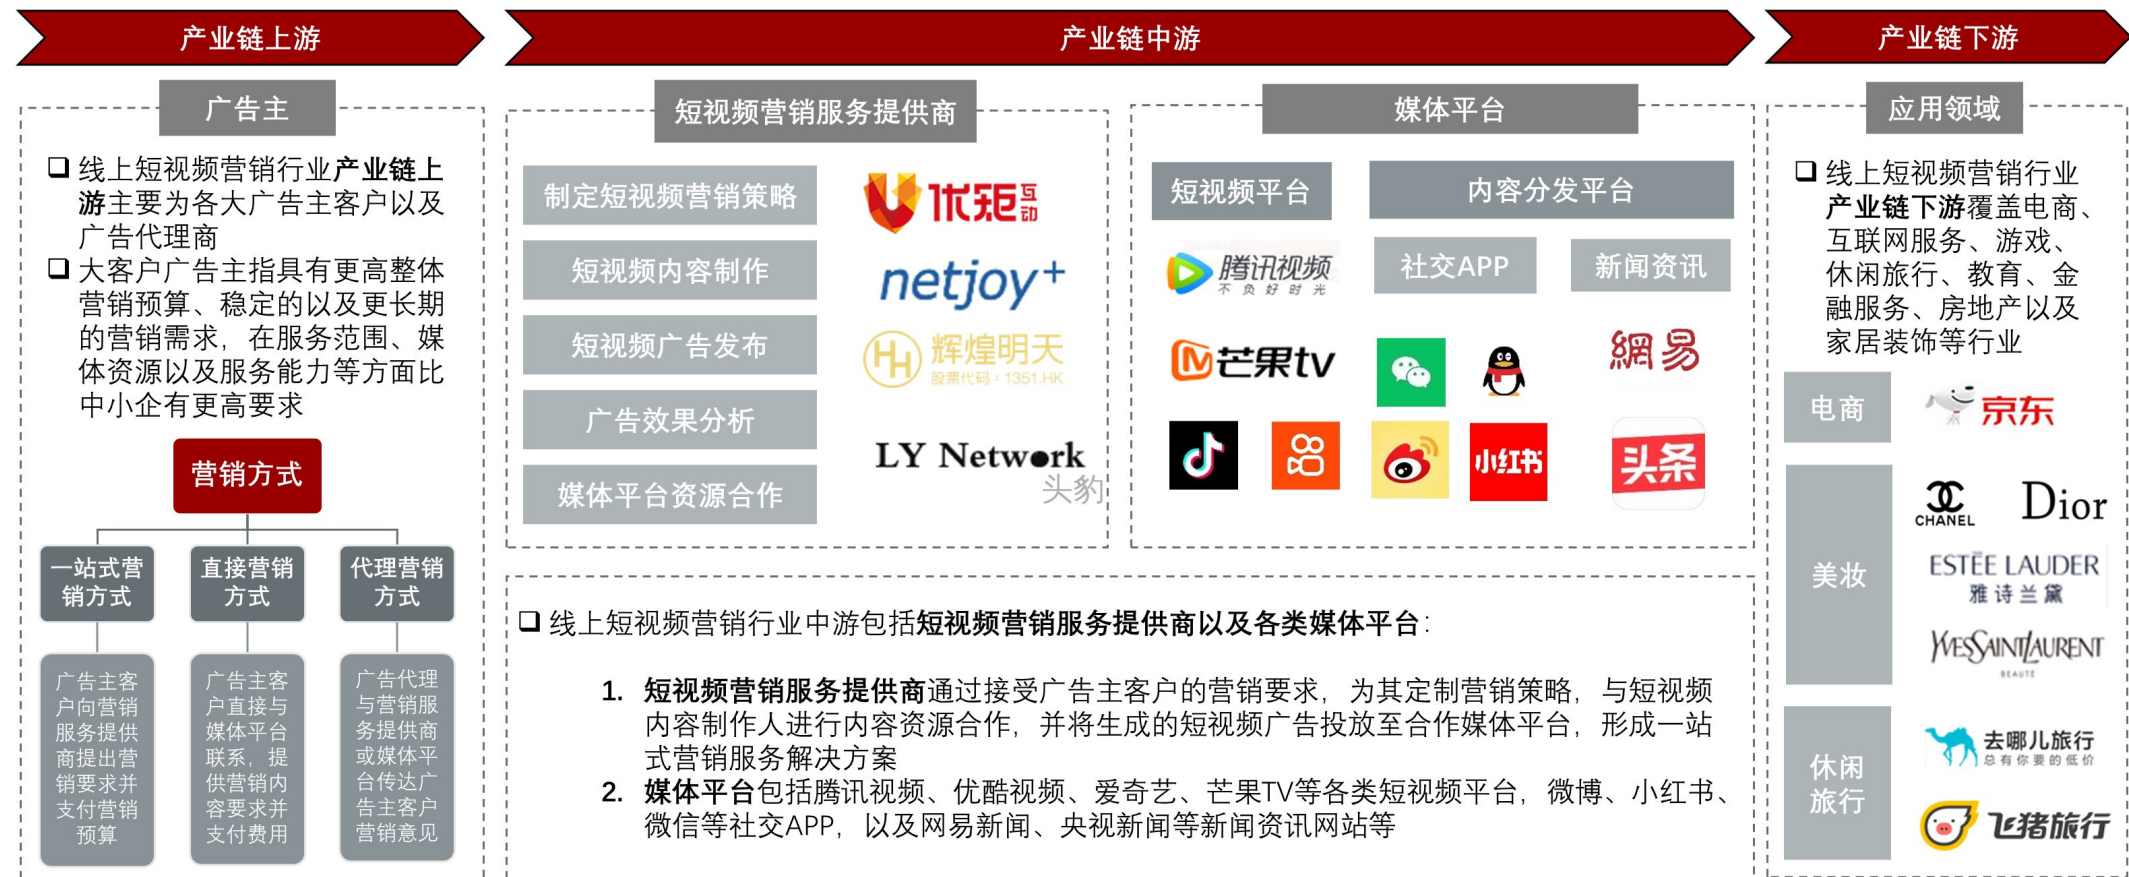 产业链上游
产业链中游
产业链下游
广告主
线上短视频营销行业产业链上
游主要为各大广告主客户以及
广告代理商
大客户广告主指具有更高整体
营销预算、稳定的以及更长期
的营销需求，在服务范围、媒
体资源以及服务能力等方面比
中小企有更高要求
营销方式
一站式营
销方式
直接营销
方式
代理营销
方式
广告主客
户向营销
服务提供
商提出营
销要求并
支付营销
预算
广告主客
户直接与
媒体平台
联系，提
供营销内
容要求并
支付费用
广告代理
与营销服
务提供商
或媒体平
台传达广
告主客户
营销意见
短视频营销服务提供商
制定短视频营销策略
短视频内容制作
短视频广告发布
广告效果分析
媒体平台资源合作
优矩互动
netjoy+
辉煌明天
股票代码：1351.HK
LY Network
头豹
媒体平台
短视频平台
内容分发平台
腾讯视频
不负好时光
社交APP
新闻资讯
芒果tv
網易
小红书
头条
线上短视频营销行业中游包括短视频营销服务提供商以及各类媒体平台：
1. 短视频营销服务提供商通过接受广告主客户的营销要求，为其定制营销策略，与短视频
内容制作人进行内容资源合作，并将生成的短视频广告投放至合作媒体平台，形成一站
式营销服务解决方案
2. 媒体平台包括腾讯视频、优酷视频、爱奇艺、芒果TV等各类短视频平台，微博、小红书、
微信等社交APP，以及网易新闻、央视新闻等新闻资讯网站等
应用领域
线上短视频营销行业
产业链下游覆盖电商、
互联网服务、游戏、
休闲旅行、教育、金
融服务、房地产以及
家居装饰等行业
电商
京东
美妆
CHANEL
Dior
ESTĒE LAUDER
雅诗兰黛
YVESSAINTLAURENT
BEAUTÉ
休闲
旅行
去哪儿旅行
总有你要的低价
飞猪旅行